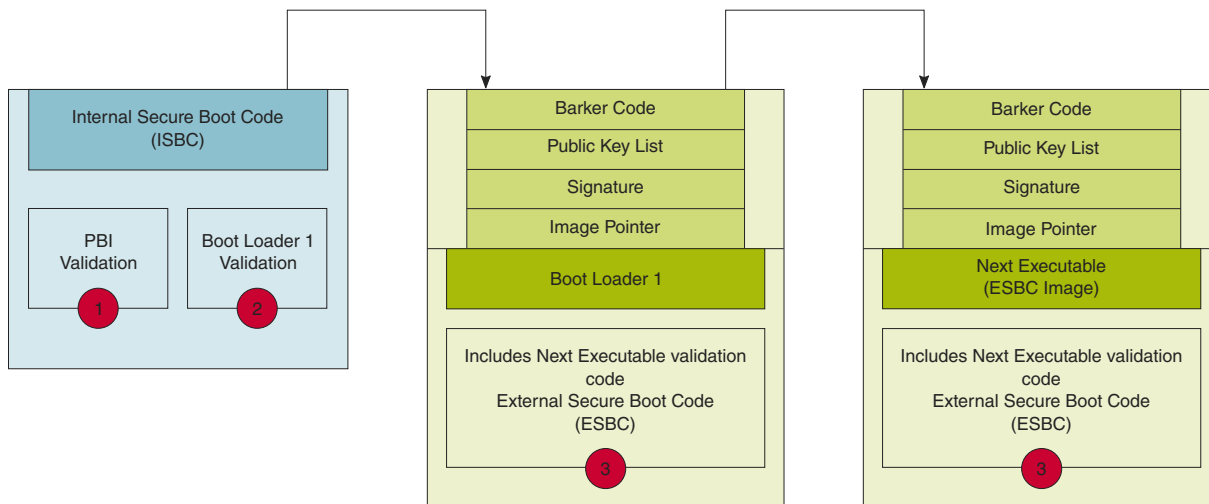 Internal Secure Boot Code
(ISBC)
PBI
Validation
1
Boot Loader 1
Validation
2
Barker Code
Public Key List
Signature
Image Pointer
Boot Loader 1
Includes Next Executable validation
code
External Secure Boot Code
(ESBC)
3
Barker Code
Public Key List
Signature
Image Pointer
Next Executable
(ESBC Image)
Includes Next Executable validation
code
External Secure Boot Code
(ESBC)
3